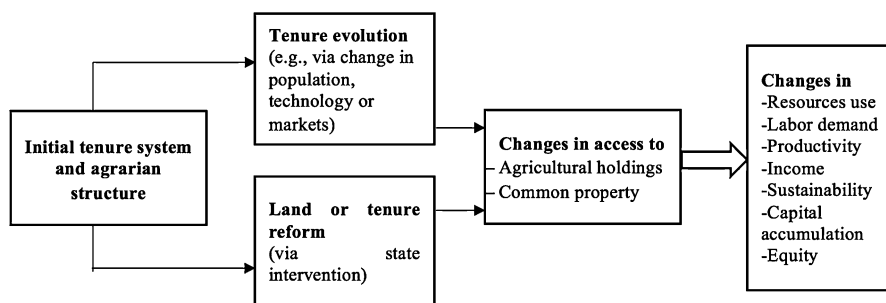 Initial tenure system
and agrarian
structure
Tenure evolution
(e.g., via change in
population,
technology or
markets)
Land or tenure
reform
(via state
intervention)
Changes in access to
– Agricultural holdings
– Common property
Changes in
-Resources use
-Labor demand
-Productivity
-Income
-Sustainability
-Capital
accumulation
-Equity